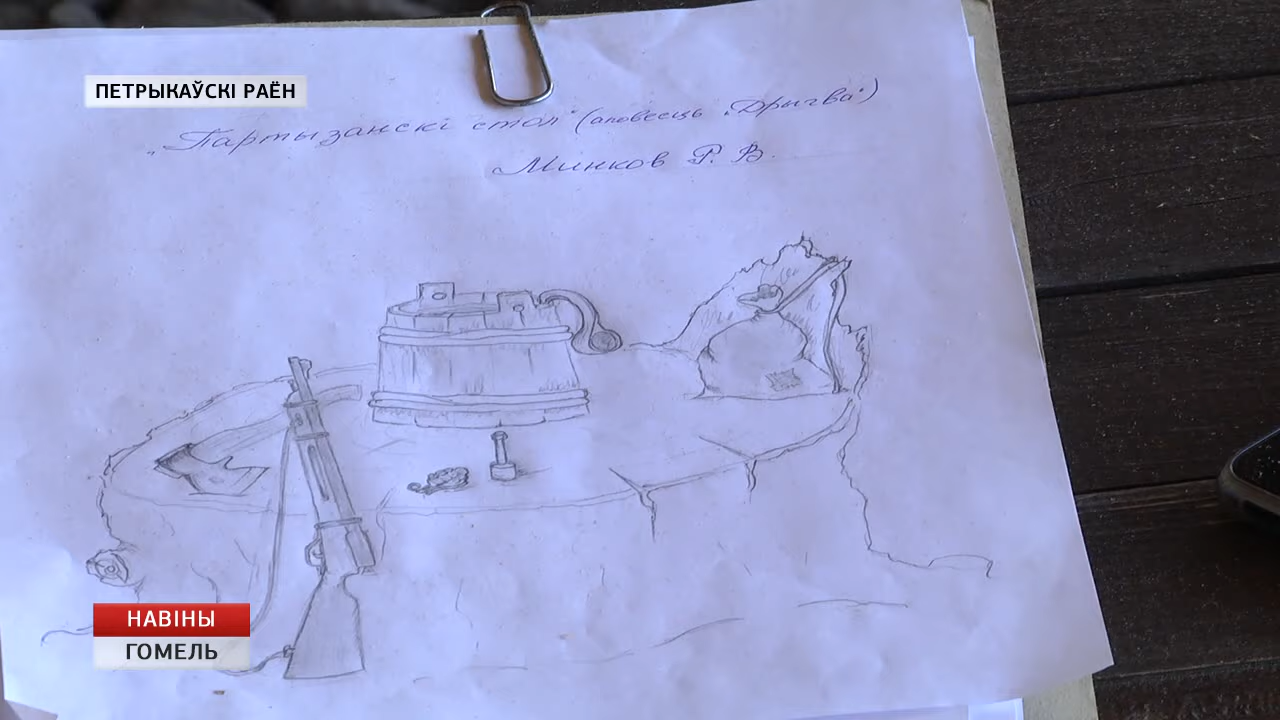 ПЕТРЫКАЎСКІ РАЁН
„Партызанскі стол" (аповесць „Дрыгва")
Минков Р. В.
НАВІНЫ
ГОМЕЛЬ